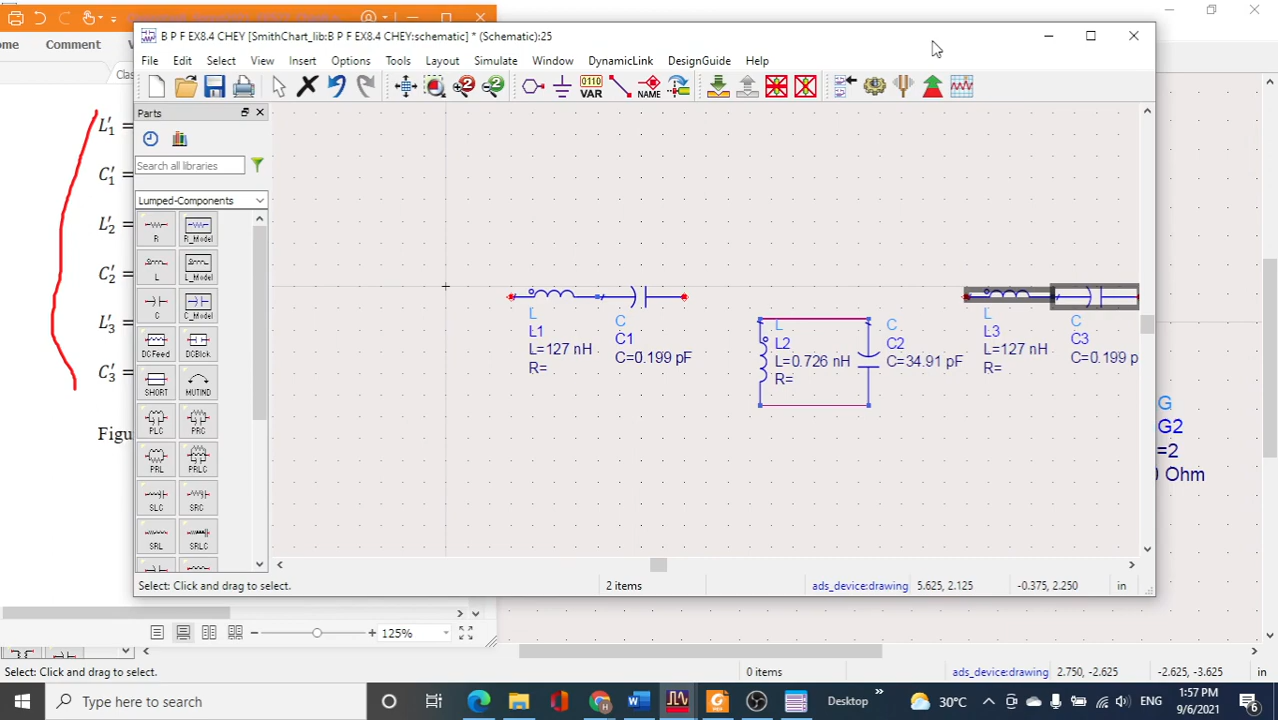 B P F EX8.4 CHEY [SmithChart_lib:B P F EX8.4 CHEY:schematic] * (Schematic):25
Comment
File Edit Select View Insert Options Tools Layout Simulate Window DynamicLink DesignGuide Help
0110 VAR
NAME
Parts
Search all libraries
Lumped-Components
R R_Model
L L_Model
C C_Model
DCFeed DCBlck
SHORT MUTIND
PLC PRC
PRL PRLC
SLC SRC
SRL SRLC
L′1 =
C′1 =
L′2 =
C′2 =
L′3 =
C′3 =
Figu
L
L1
L=127 nH
R=
C
C1
C=0.199 pF
L
L2
L=0.726 nH
R=
C
C2
C=34.91 pF
L
L3
L=127 nH
R=
C
C3
C=0.199 p
G
G2
=2
Ohm
Select: Click and drag to select. 2 items ads_device:drawing 5.625, 2.125 -0.375, 2.250 in
125%
Select: Click and drag to select. 0 items ads_device:drawing 2.750, -2.625 -2.625, -3.625 in
Type here to search
Desktop
30°C
ENG
1:57 PM
9/6/2021
6